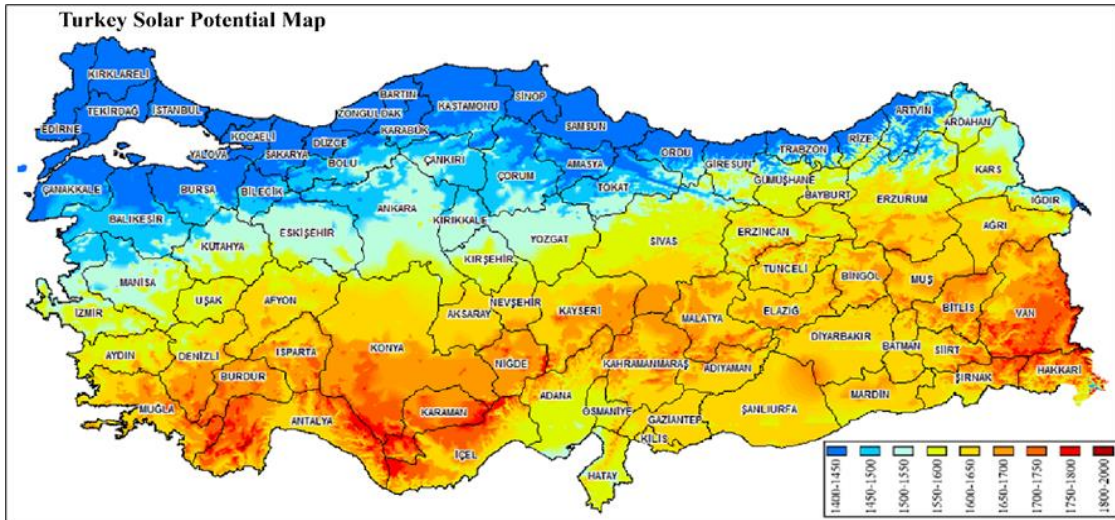 Turkey Solar Potential Map
KIRKLARELİ
TEKİRDAĞ
İSTANBUL
EDİRNE
KOCAELİ
YALOVA
SAKARYA
DÜZCE
ZONGULDAK
BARTIN
KARABÜK
KASTAMONU
SİNOP
SAMSUN
BOLU
ÇANKIRI
ÇORUM
AMASYA
TOKAT
ORDU
GİRESUN
TRABZON
RİZE
ARTVİN
ARDAHAN
GÜMÜŞHANE
BAYBURT
KARS
IĞDIR
ERZURUM
AĞRI
ÇANAKKALE
BALIKESİR
BURSA
BİLECİK
KÜTAHYA
ESKİŞEHİR
ANKARA
KIRIKKALE
YOZGAT
KIRŞEHİR
SİVAS
ERZİNCAN
TUNCELİ
BİNGÖL
MUŞ
BİTLİS
VAN
MANİSA
İZMİR
UŞAK
AFYON
AKSARAY
NEVŞEHİR
KAYSERİ
MALATYA
ELAZIĞ
DİYARBAKIR
BATMAN
SİİRT
ŞIRNAK
HAKKARİ
AYDIN
DENİZLİ
ISPARTA
BURDUR
KONYA
NİĞDE
KAHRAMANMARAŞ
ADIYAMAN
MARDİN
MUĞLA
ANTALYA
KARAMAN
İÇEL
ADANA
OSMANİYE
GAZİANTEP
KİLİS
ŞANLIURFA
HATAY
1400-1450
1450-1500
1500-1550
1550-1600
1600-1650
1650-1700
1700-1750
1750-1800
1800-2000